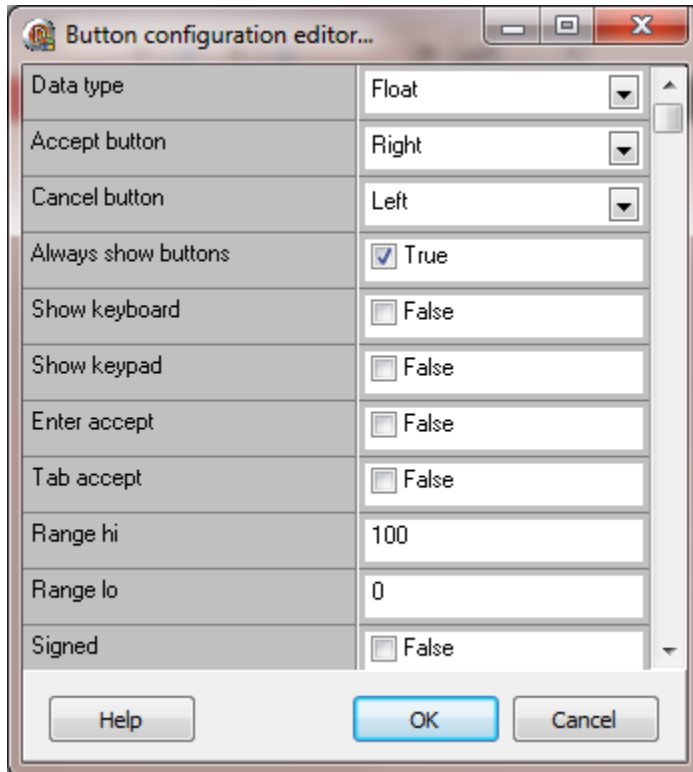 Button configuration editor...
Data type Float
Accept button Right
Cancel button Left
Always show buttons True
Show keyboard False
Show keypad False
Enter accept False
Tab accept False
Range hi 100
Range lo 0
Signed False
Help OK Cancel